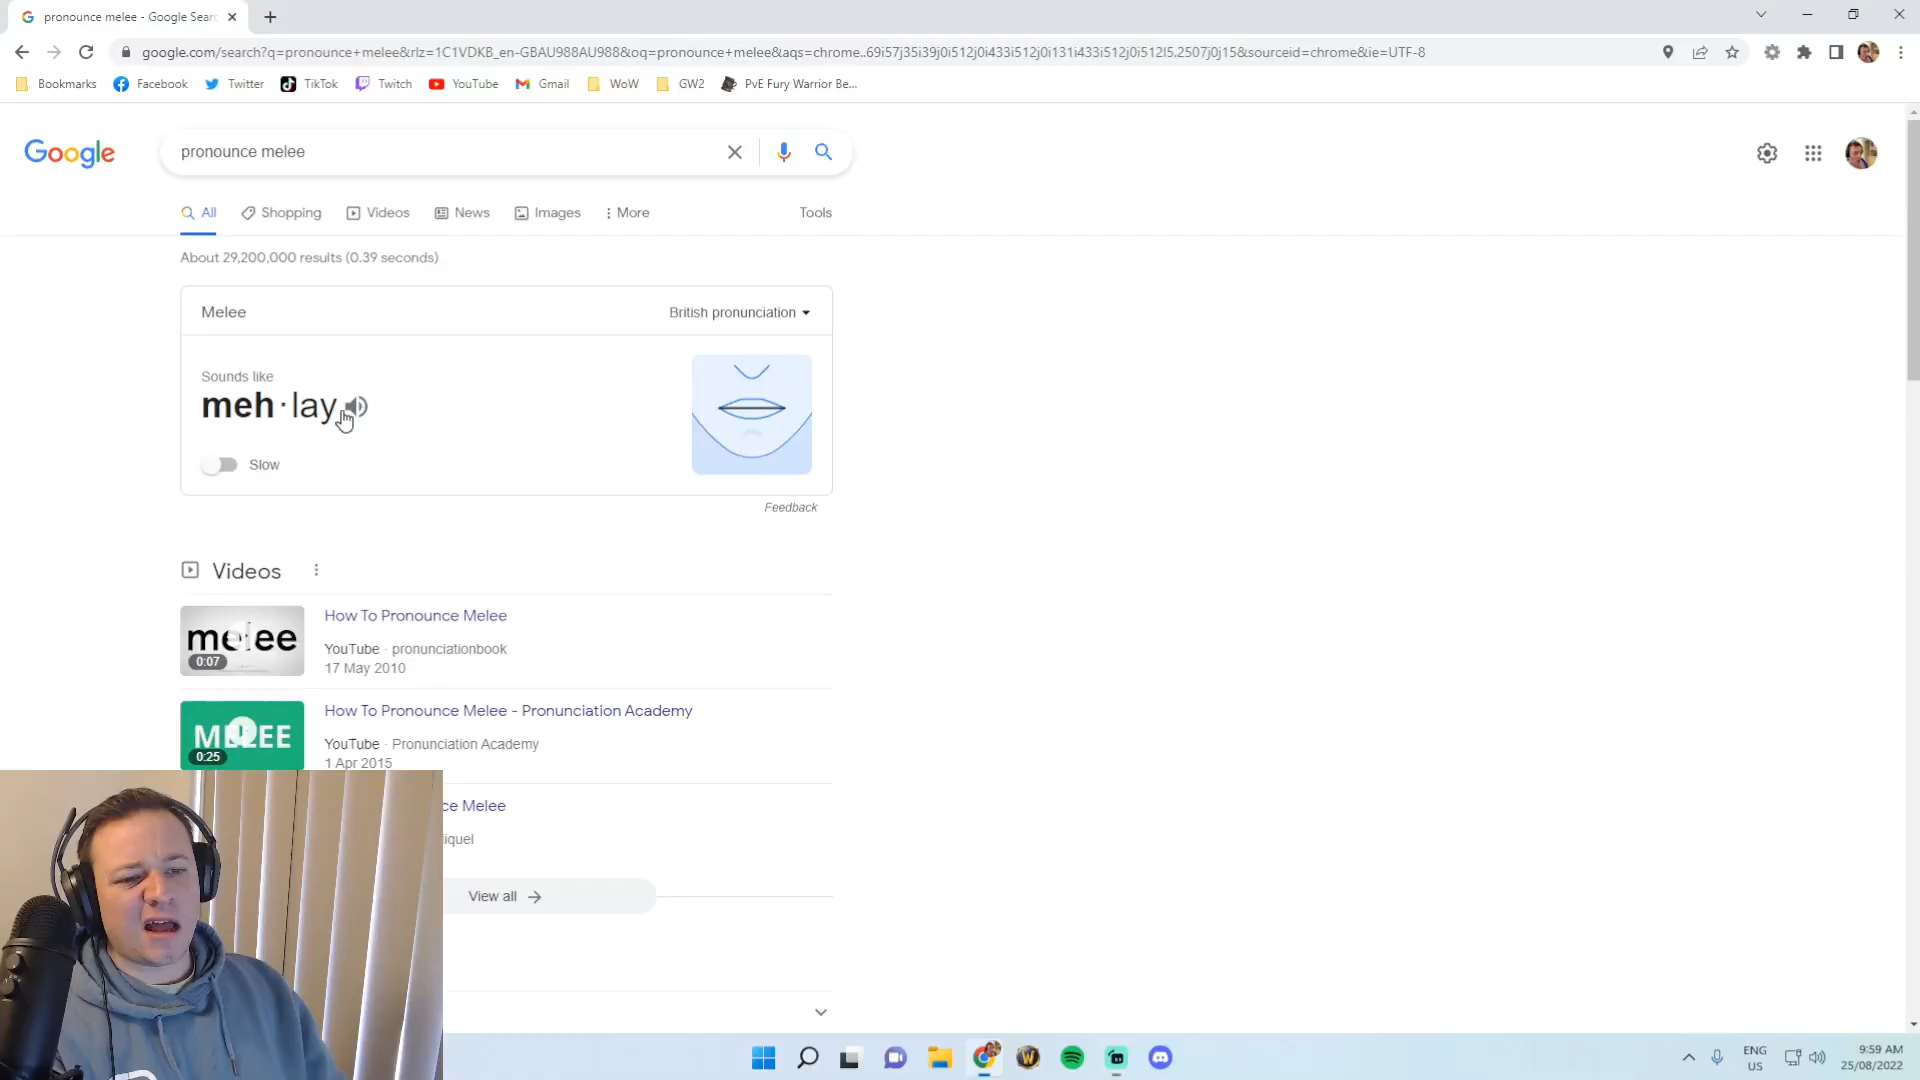 pronounce melee - Google Sear
google.com/search?q=pronounce+melee&rlz=1C1VDKB_en-GBAU988AU988&oq=pronounce+melee&aqs=chrome..69i57j35i39j0i512j0i433i512j0i131i433i512j0i512l5.2507j0j15&sourceid=chrome&ie=UTF-8
Bookmarks Facebook Twitter TikTok Twitch YouTube Gmail WoW GW2 PvE Fury Warrior Be...
Google
pronounce melee
All Shopping Videos News Images More Tools
About 29,200,000 results (0.39 seconds)
Melee British pronunciation
Sounds like
meh·lay
Slow
Feedback
Videos
melee
0:07
How To Pronounce Melee
YouTube · pronunciationbook
17 May 2010
MELEE
0:25
How To Pronounce Melee - Pronunciation Academy
YouTube · Pronunciation Academy
1 Apr 2015
ce Melee
iquel
View all
ENG
US
9:59 AM
25/08/2022